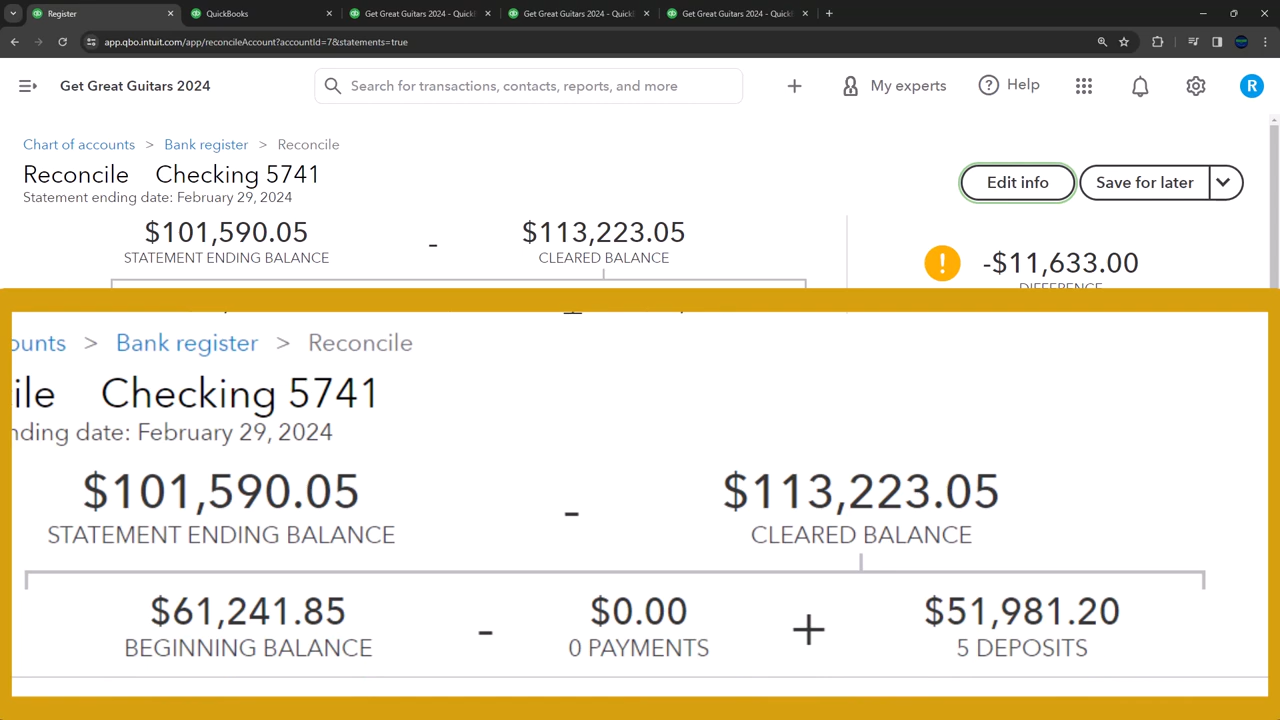 Register
QuickBooks
Get Great Guitars 2024 - QuickB
Get Great Guitars 2024 - QuickB
Get Great Guitars 2024 - QuickB
app.qbo.intuit.com/app/reconcileAccount?accountId=7&statements=true
Get Great Guitars 2024
Search for transactions, contacts, reports, and more
My experts
Help
R
Chart of accounts > Bank register > Reconcile
Reconcile Checking 5741
Edit info
Save for later
Statement ending date: February 29, 2024
$101,590.05 - $113,223.05
STATEMENT ENDING BALANCE CLEARED BALANCE
! -$11,633.00
DIFFERENCE
ounts > Bank register > Reconcile
ile Checking 5741
nding date: February 29, 2024
$101,590.05 - $113,223.05
STATEMENT ENDING BALANCE CLEARED BALANCE
$61,241.85 - $0.00 + $51,981.20
BEGINNING BALANCE 0 PAYMENTS 5 DEPOSITS